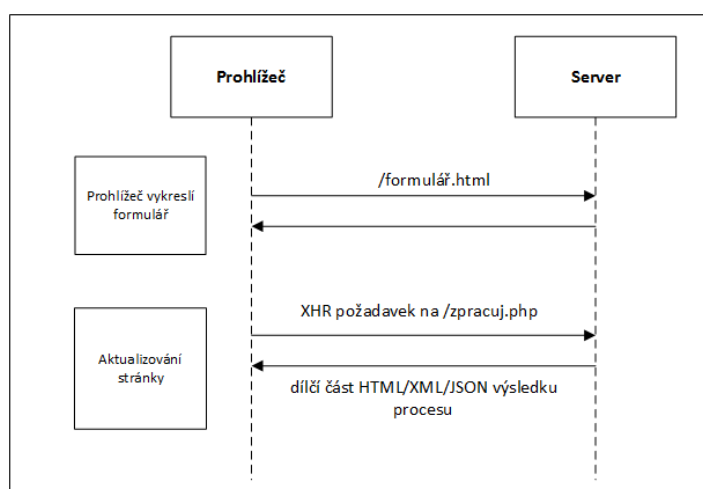 Prohlížeč
Server
/formulář.html
Prohlížeč vykreslí
formulář
XHR požadavek na /zpracuj.php
Aktualizování
stránky
dílčí část HTML/XML/JSON výsledku
procesu